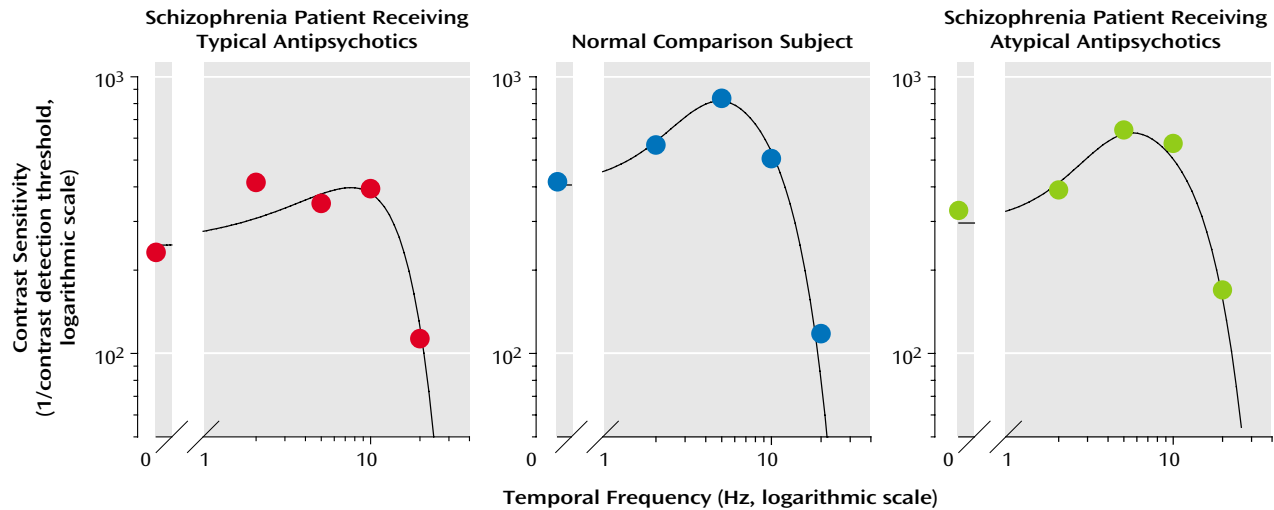 Schizophrenia Patient Receiving
Typical Antipsychotics
Normal Comparison Subject
Schizophrenia Patient Receiving
Atypical Antipsychotics
Contrast Sensitivity
(1/contrast detection threshold,
logarithmic scale)
10³
10²
0
1
10
10³
10²
0
1
10
10³
10²
0
1
10
Temporal Frequency (Hz, logarithmic scale)